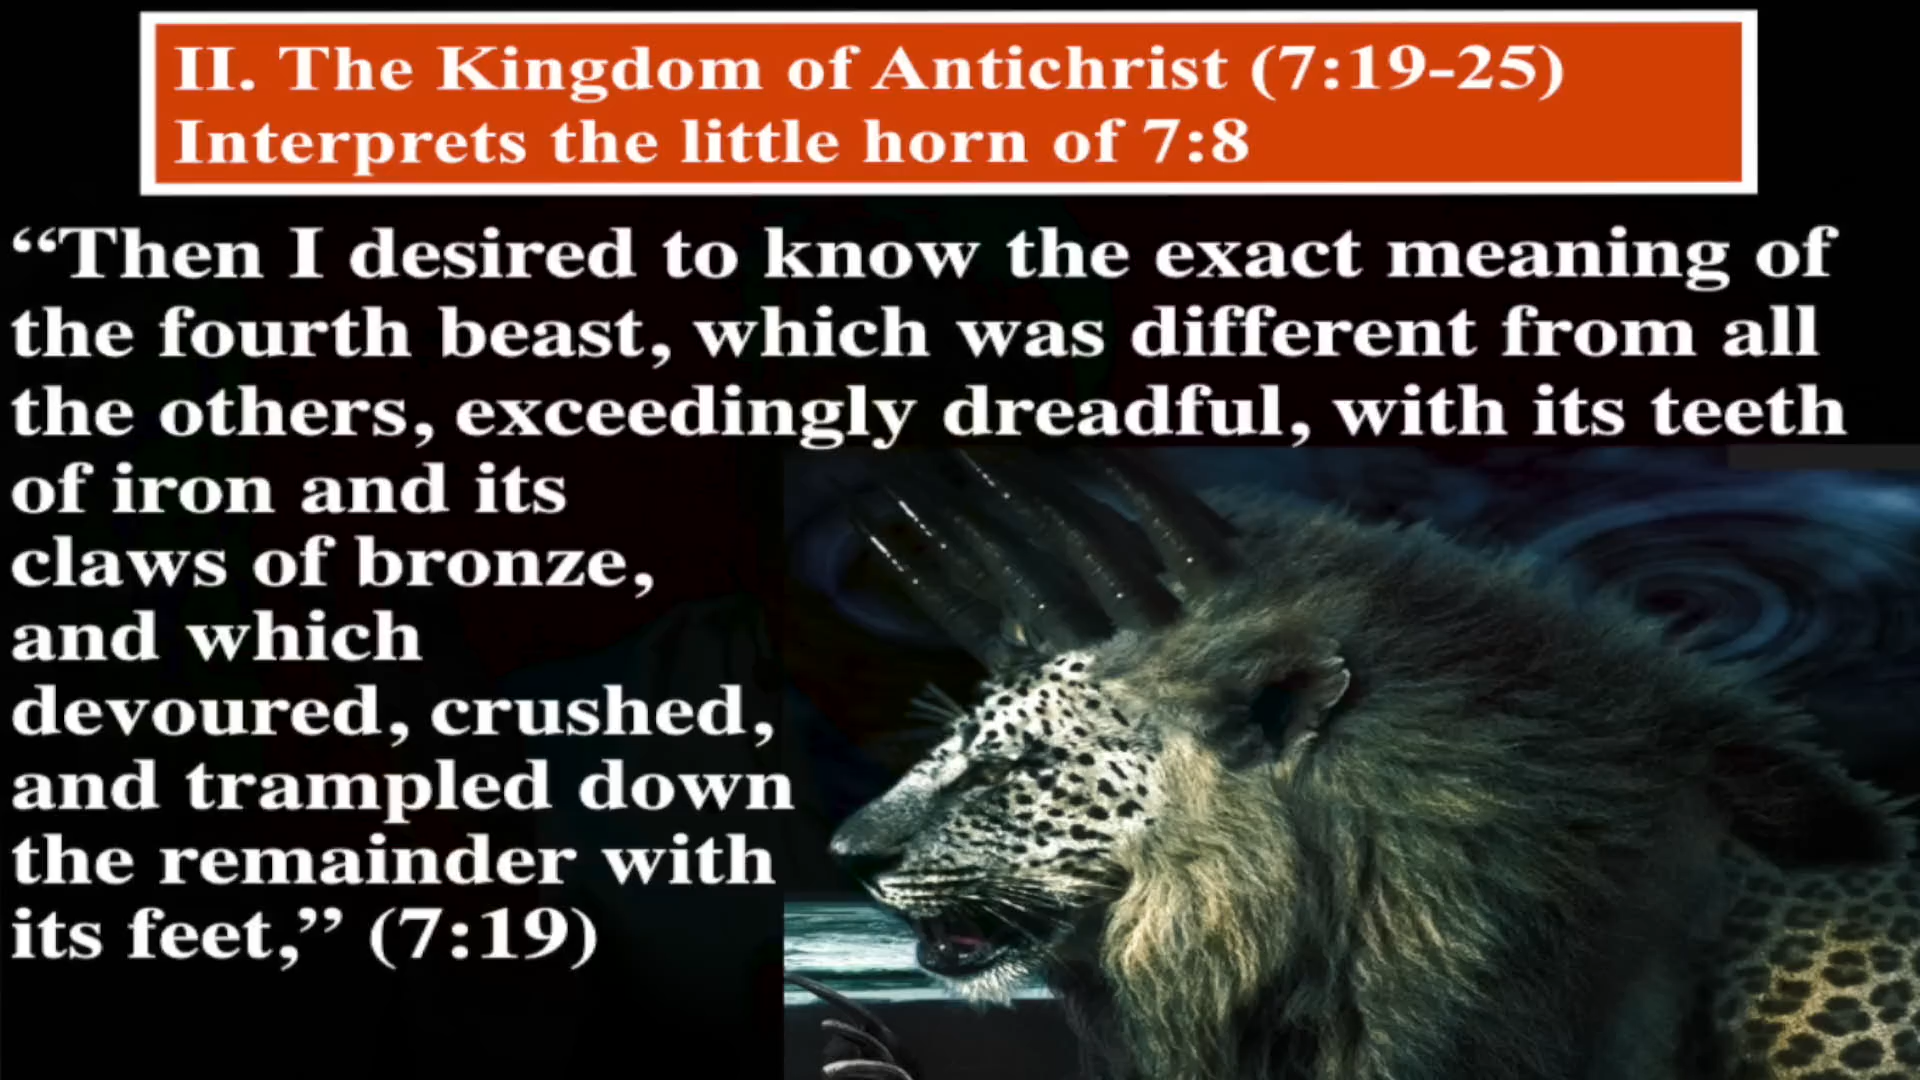 II. The Kingdom of Antichrist (7:19-25)
Interprets the little horn of 7:8
“Then I desired to know the exact meaning of
the fourth beast, which was different from all
the others, exceedingly dreadful, with its teeth
of iron and its
claws of bronze,
and which
devoured, crushed,
and trampled down
the remainder with
its feet,” (7:19)